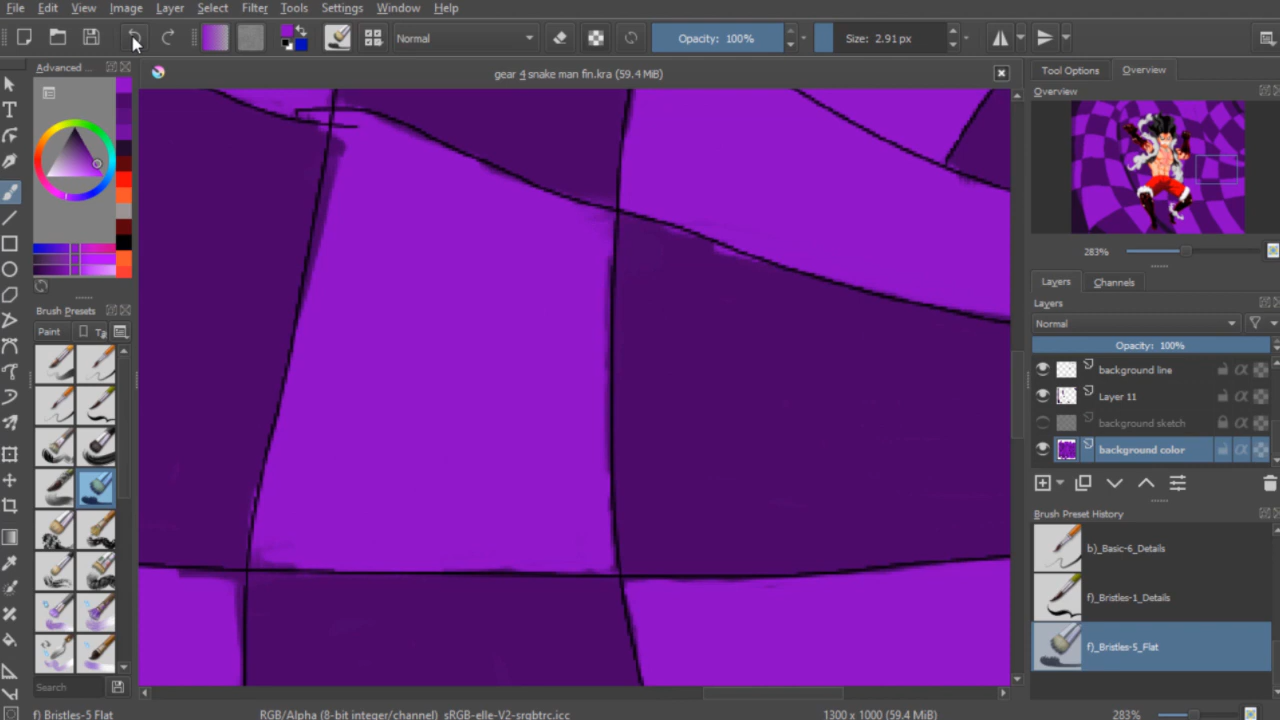 File Edit View Image Layer Select Filter Tools Settings Window Help
Normal Opacity: 100% Size: 2.91 px
Advanced ... gear 4 snake man fin.kra (59.4 MiB) Tool Options Overview
Overview
283%
Brush Presets
Paint
Layers Channels
Layers
Normal
Opacity: 100%
background line
Layer 11
background sketch
background color
Brush Preset History
b)_Basic-6_Details
f)_Bristles-1_Details
f)_Bristles-5_Flat
Search
f) Bristles-5 Flat RGB/Alpha (8-bit integer/channel) sRGB-elle-V2-srgbtrc.icc 1300 x 1000 (59.4 MiB) 283%